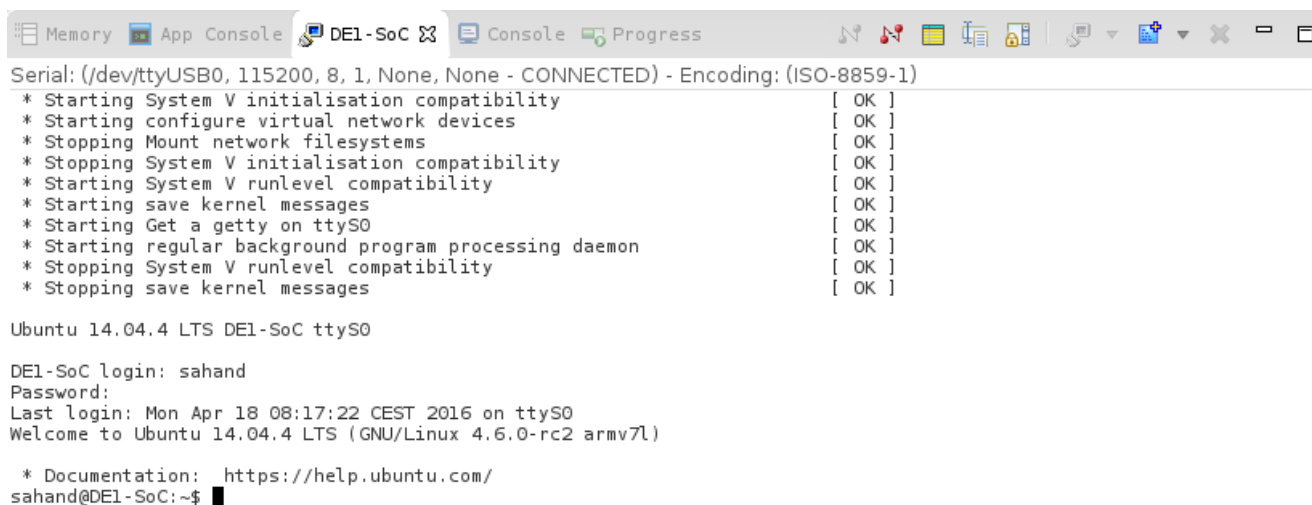 Memory App Console DE1-SoC Console Progress
Serial: (/dev/ttyUSB0, 115200, 8, 1, None, None - CONNECTED) - Encoding: (ISO-8859-1)
* Starting System V initialisation compatibility [ OK ]
* Starting configure virtual network devices [ OK ]
* Stopping Mount network filesystems [ OK ]
* Stopping System V initialisation compatibility [ OK ]
* Starting System V runlevel compatibility [ OK ]
* Starting save kernel messages [ OK ]
* Starting Get a getty on ttyS0 [ OK ]
* Starting regular background program processing daemon [ OK ]
* Stopping System V runlevel compatibility [ OK ]
* Stopping save kernel messages [ OK ]
Ubuntu 14.04.4 LTS DE1-SoC ttyS0
DE1-SoC login: sahand
Password:
Last login: Mon Apr 18 08:17:22 CEST 2016 on ttyS0
Welcome to Ubuntu 14.04.4 LTS (GNU/Linux 4.6.0-rc2 armv7l)
* Documentation: https://help.ubuntu.com/
sahand@DE1-SoC:~$